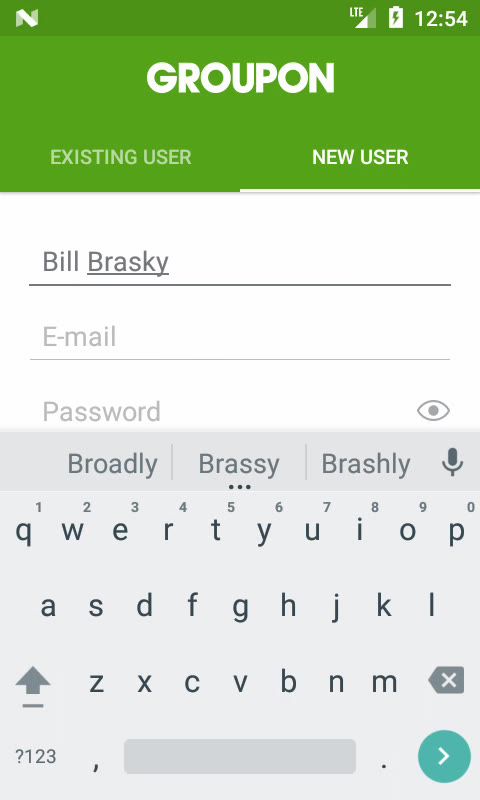 LTE 12:54
GROUPON
EXISTING USER NEW USER
Bill Brasky
E-mail
Password
Broadly Brassy Brashly
1 2 3 4 5 6 7 8 9 0
q w e r t y u i o p
a s d f g h j k l
z x c v b n m
?123 , .